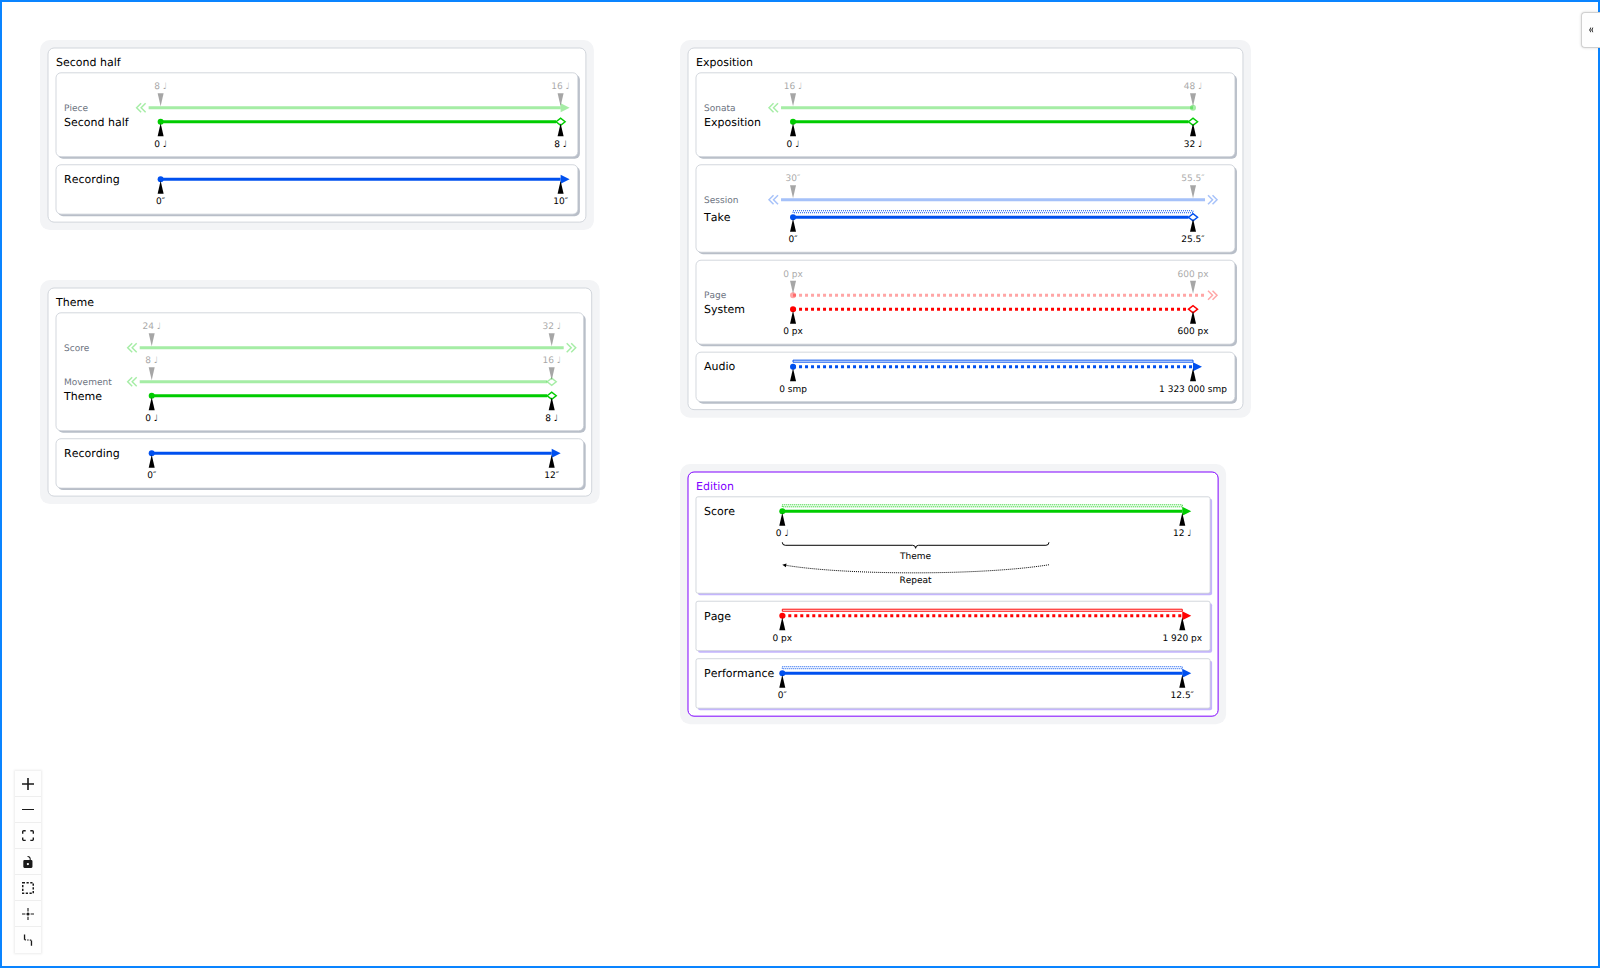 Second half
8 ♩ 16 ♩
Piece
Second half
0 ♩ 8 ♩
Recording
0″ 10″
Theme
24 ♩ 32 ♩
Score
8 ♩ 16 ♩
Movement
Theme
0 ♩ 8 ♩
Recording
0″ 12″
Exposition
16 ♩ 48 ♩
Sonata
Exposition
0 ♩ 32 ♩
30″ 55.5″
Session
Take
0″ 25.5″
0 px 600 px
Page
System
0 px 600 px
Audio
0 smp 1 323 000 smp
Edition
Score
0 ♩ 12 ♩
Theme
Repeat
Page
0 px 1 920 px
Performance
0″ 12.5″
«